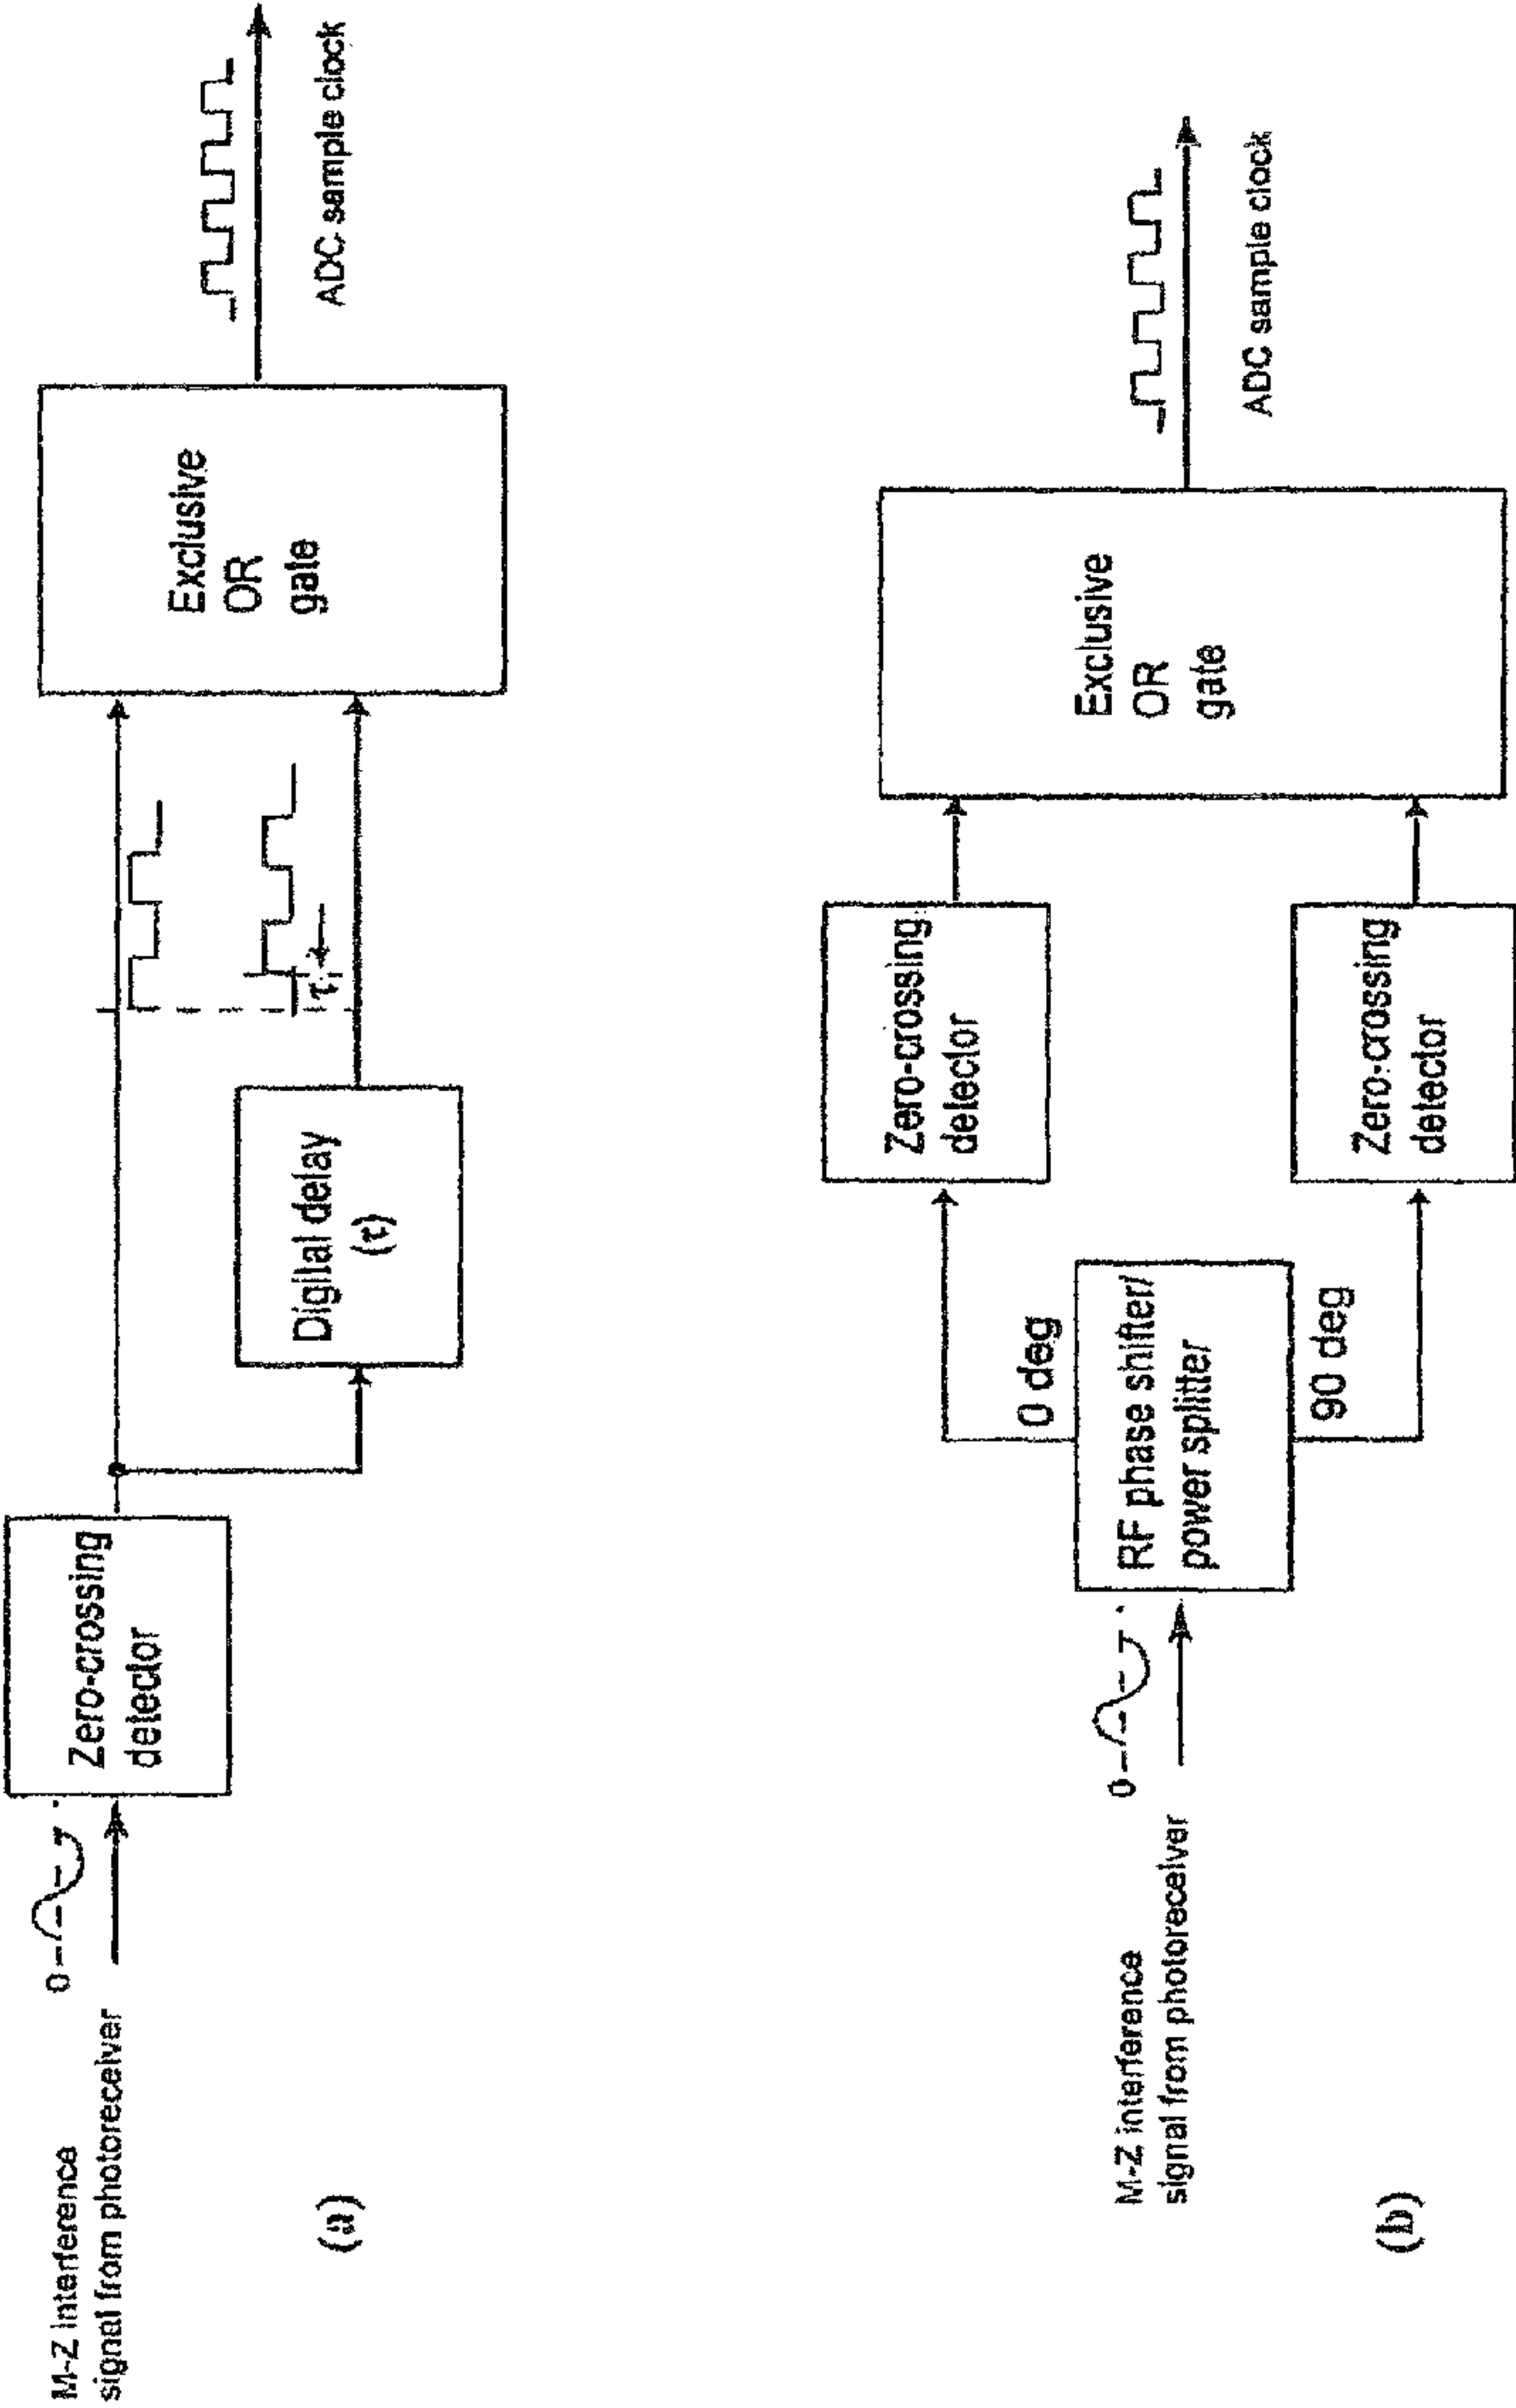 M-Z interference
signal from photoreceiver
0
Zero-crossing
detector
Digital delay
(τ)
τ
Exclusive
OR
gate
ADC sample clock
(a)
M-Z interference
signal from photoreceiver
0
RF phase shifter/
power splitter
0 deg
90 deg
Zero-crossing
detector
Zero-crossing
detector
Exclusive
OR
gate
ADC sample clock
(b)